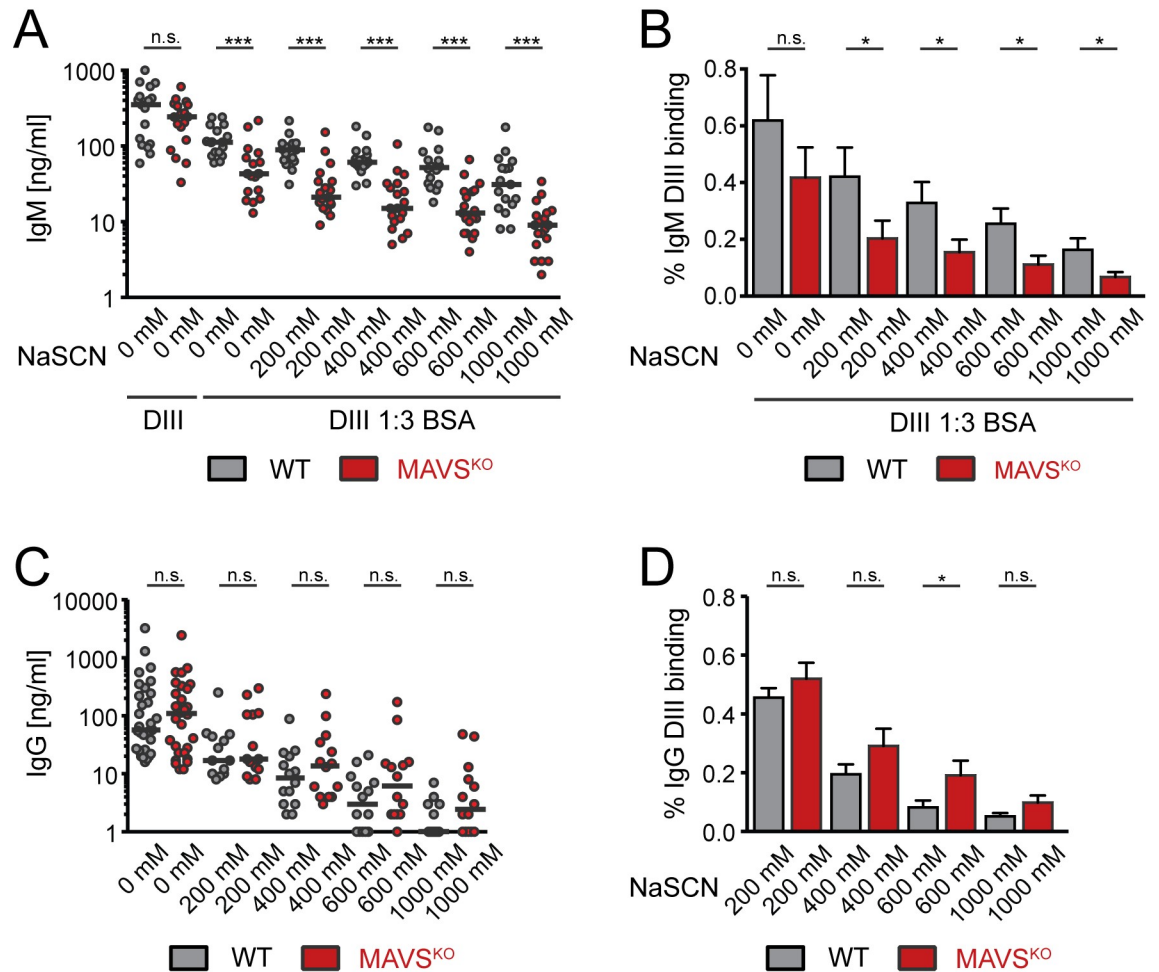 A
n.s. *** *** *** *** ***
IgM [ng/ml]
1000
100
10
1
NaSCN
0 mM 0 mM 0 mM 0 mM 200 mM 200 mM 400 mM 400 mM 600 mM 600 mM 1000 mM 1000 mM
DIII DIII 1:3 BSA
WT MAVSKO
B
n.s. * * * *
% IgM DIII binding
0.8
0.6
0.4
0.2
0.0
NaSCN
0 mM 0 mM 200 mM 200 mM 400 mM 400 mM 600 mM 600 mM 1000 mM 1000 mM
DIII 1:3 BSA
WT MAVSKO
C
n.s. n.s. n.s. n.s. n.s.
IgG [ng/ml]
10000
1000
100
10
1
0 mM 0 mM 200 mM 200 mM 400 mM 400 mM 600 mM 600 mM 1000 mM 1000 mM
WT MAVSKO
D
n.s. n.s. * n.s.
% IgG DIII binding
0.8
0.6
0.4
0.2
0.0
NaSCN
200 mM 200 mM 400 mM 400 mM 600 mM 600 mM 1000 mM 1000 mM
WT MAVSKO